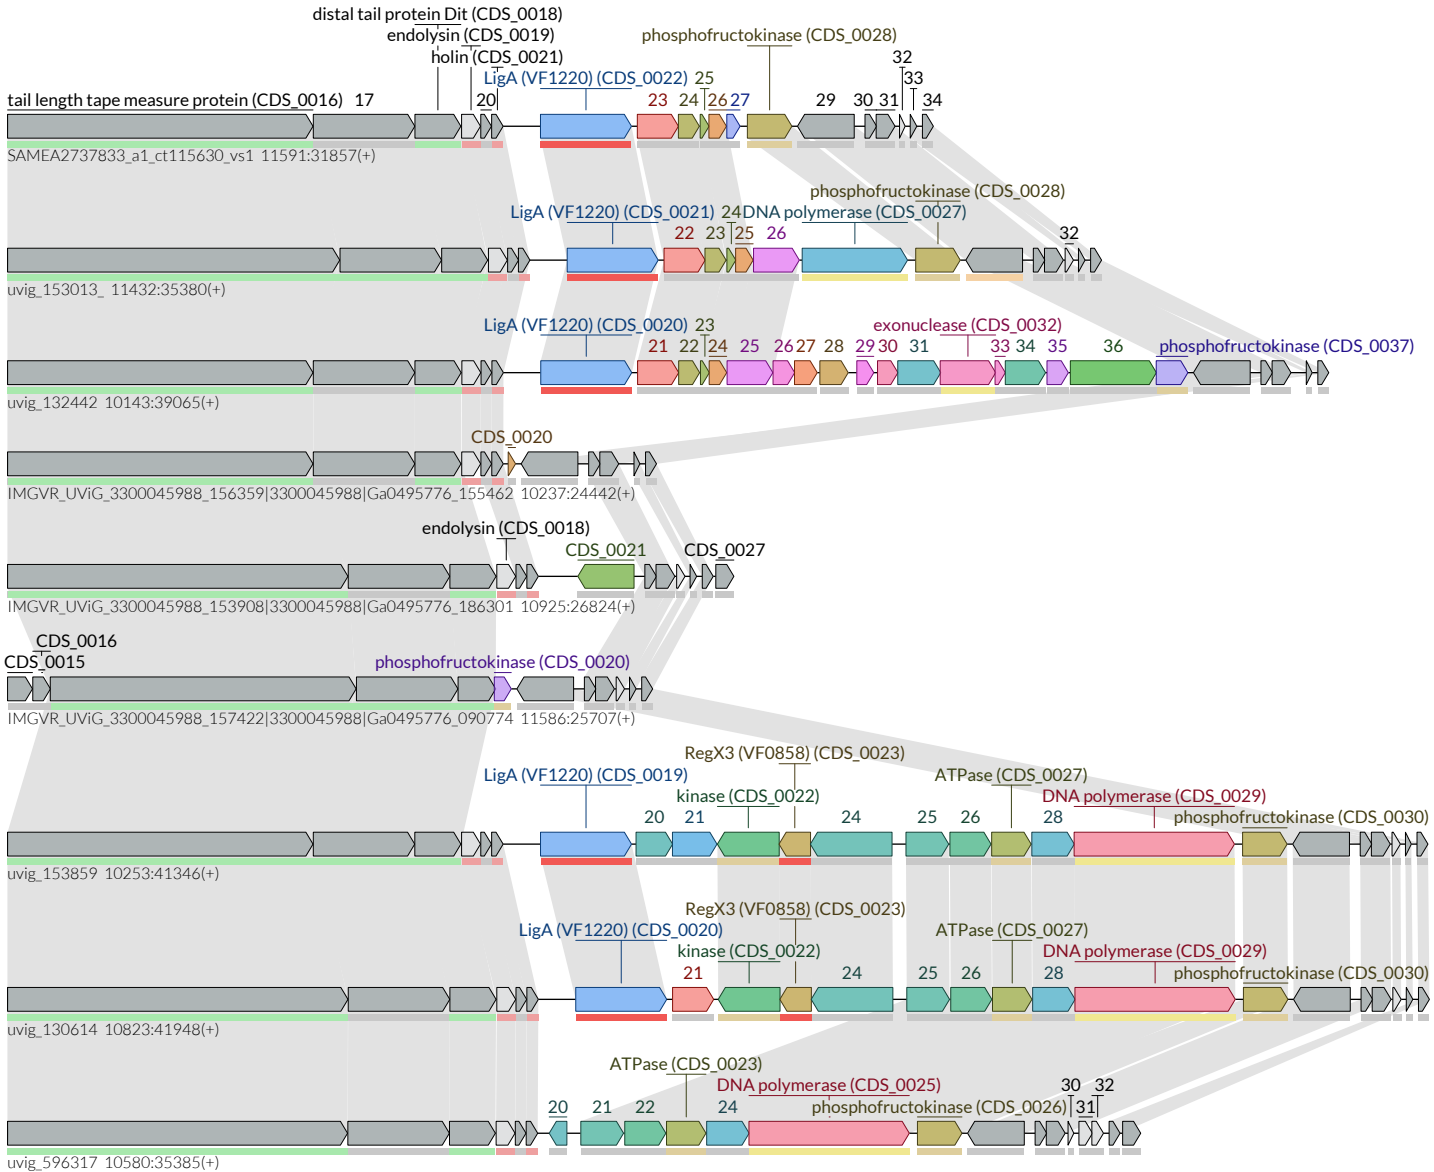 distal tail protein Dit (CDS_0018)
endolysin (CDS_0019)
phosphofructokinase (CDS_0028)
holin (CDS_0021)
32
LigA (VF1220) (CDS_0022)
25
33
tail length tape measure protein (CDS_0016)
17
20
23
24
26
27
29
30
31
34
SAMEA2737833_a1_ct115630_vs1 11591:31857(+)
phosphofructokinase (CDS_0028)
LigA (VF1220) (CDS_0021)
24
DNA polymerase (CDS_0027)
22
23
25
26
32
uvig_153013_ 11432:35380(+)
LigA (VF1220) (CDS_0020)
23
exonuclease (CDS_0032)
21
22
24
25
26
27
28
29
30
31
33
34
35
36
phosphofructokinase (CDS_0037)
uvig_132442 10143:39065(+)
CDS_0020
IMGVR_UViG_3300045988_156359|3300045988|Ga0495776_155462 10237:24442(+)
endolysin (CDS_0018)
CDS_0021
CDS_0027
IMGVR_UViG_3300045988_153908|3300045988|Ga0495776_186301 10925:26824(+)
CDS_0016
CDS_0015
phosphofructokinase (CDS_0020)
IMGVR_UViG_3300045988_157422|3300045988|Ga0495776_090774 11586:25707(+)
RegX3 (VF0858) (CDS_0023)
LigA (VF1220) (CDS_0019)
ATPase (CDS_0027)
kinase (CDS_0022)
DNA polymerase (CDS_0029)
20
21
24
25
26
28
phosphofructokinase (CDS_0030)
uvig_153859 10253:41346(+)
RegX3 (VF0858) (CDS_0023)
LigA (VF1220) (CDS_0020)
ATPase (CDS_0027)
kinase (CDS_0022)
DNA polymerase (CDS_0029)
21
24
25
26
28
phosphofructokinase (CDS_0030)
uvig_130614 10823:41948(+)
ATPase (CDS_0023)
DNA polymerase (CDS_0025)
30
32
20
21
22
24
phosphofructokinase (CDS_0026)
31
uvig_596317 10580:35385(+)